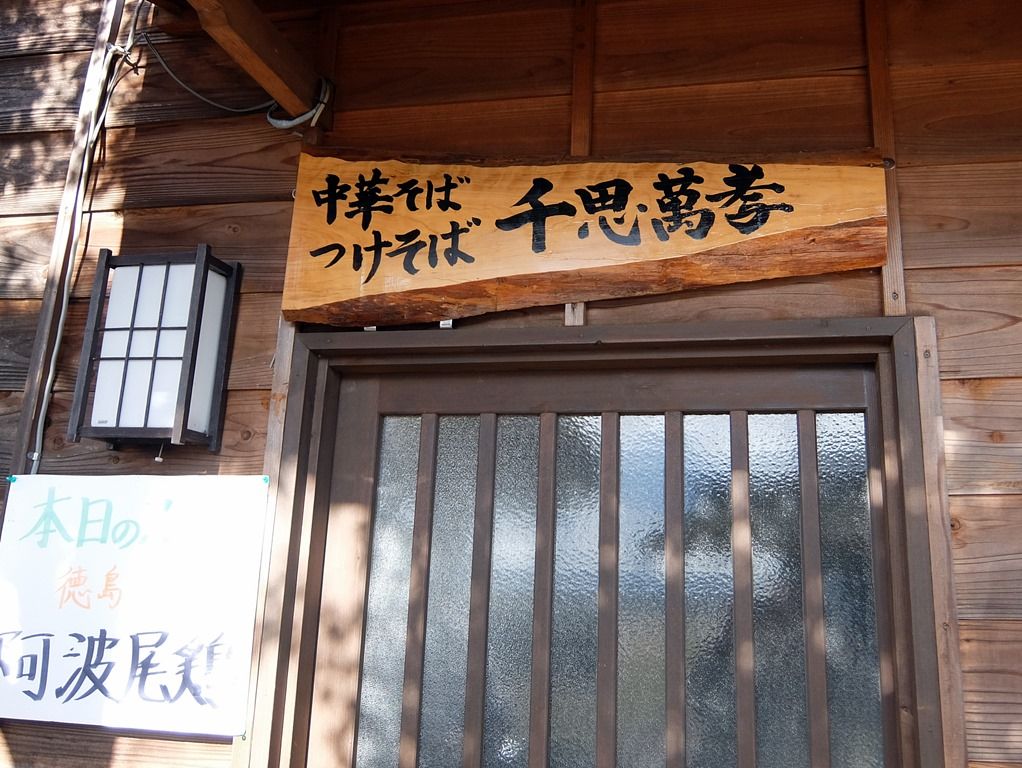 中華そば
つけそば
千思萬考
本日の
徳島
阿波尾鶏